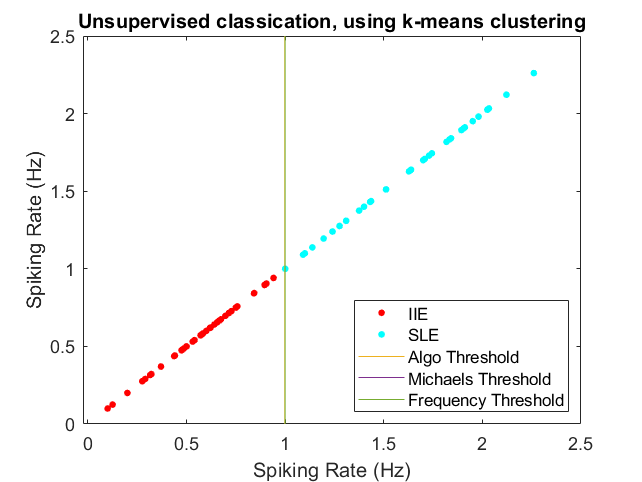 Unsupervised classication, using k-means clustering
2.5
2
1.5
1
0.5
0
Spiking Rate (Hz)
IIE
SLE
Algo Threshold
Michaels Threshold
Frequency Threshold
0 0.5 1 1.5 2 2.5
Spiking Rate (Hz)